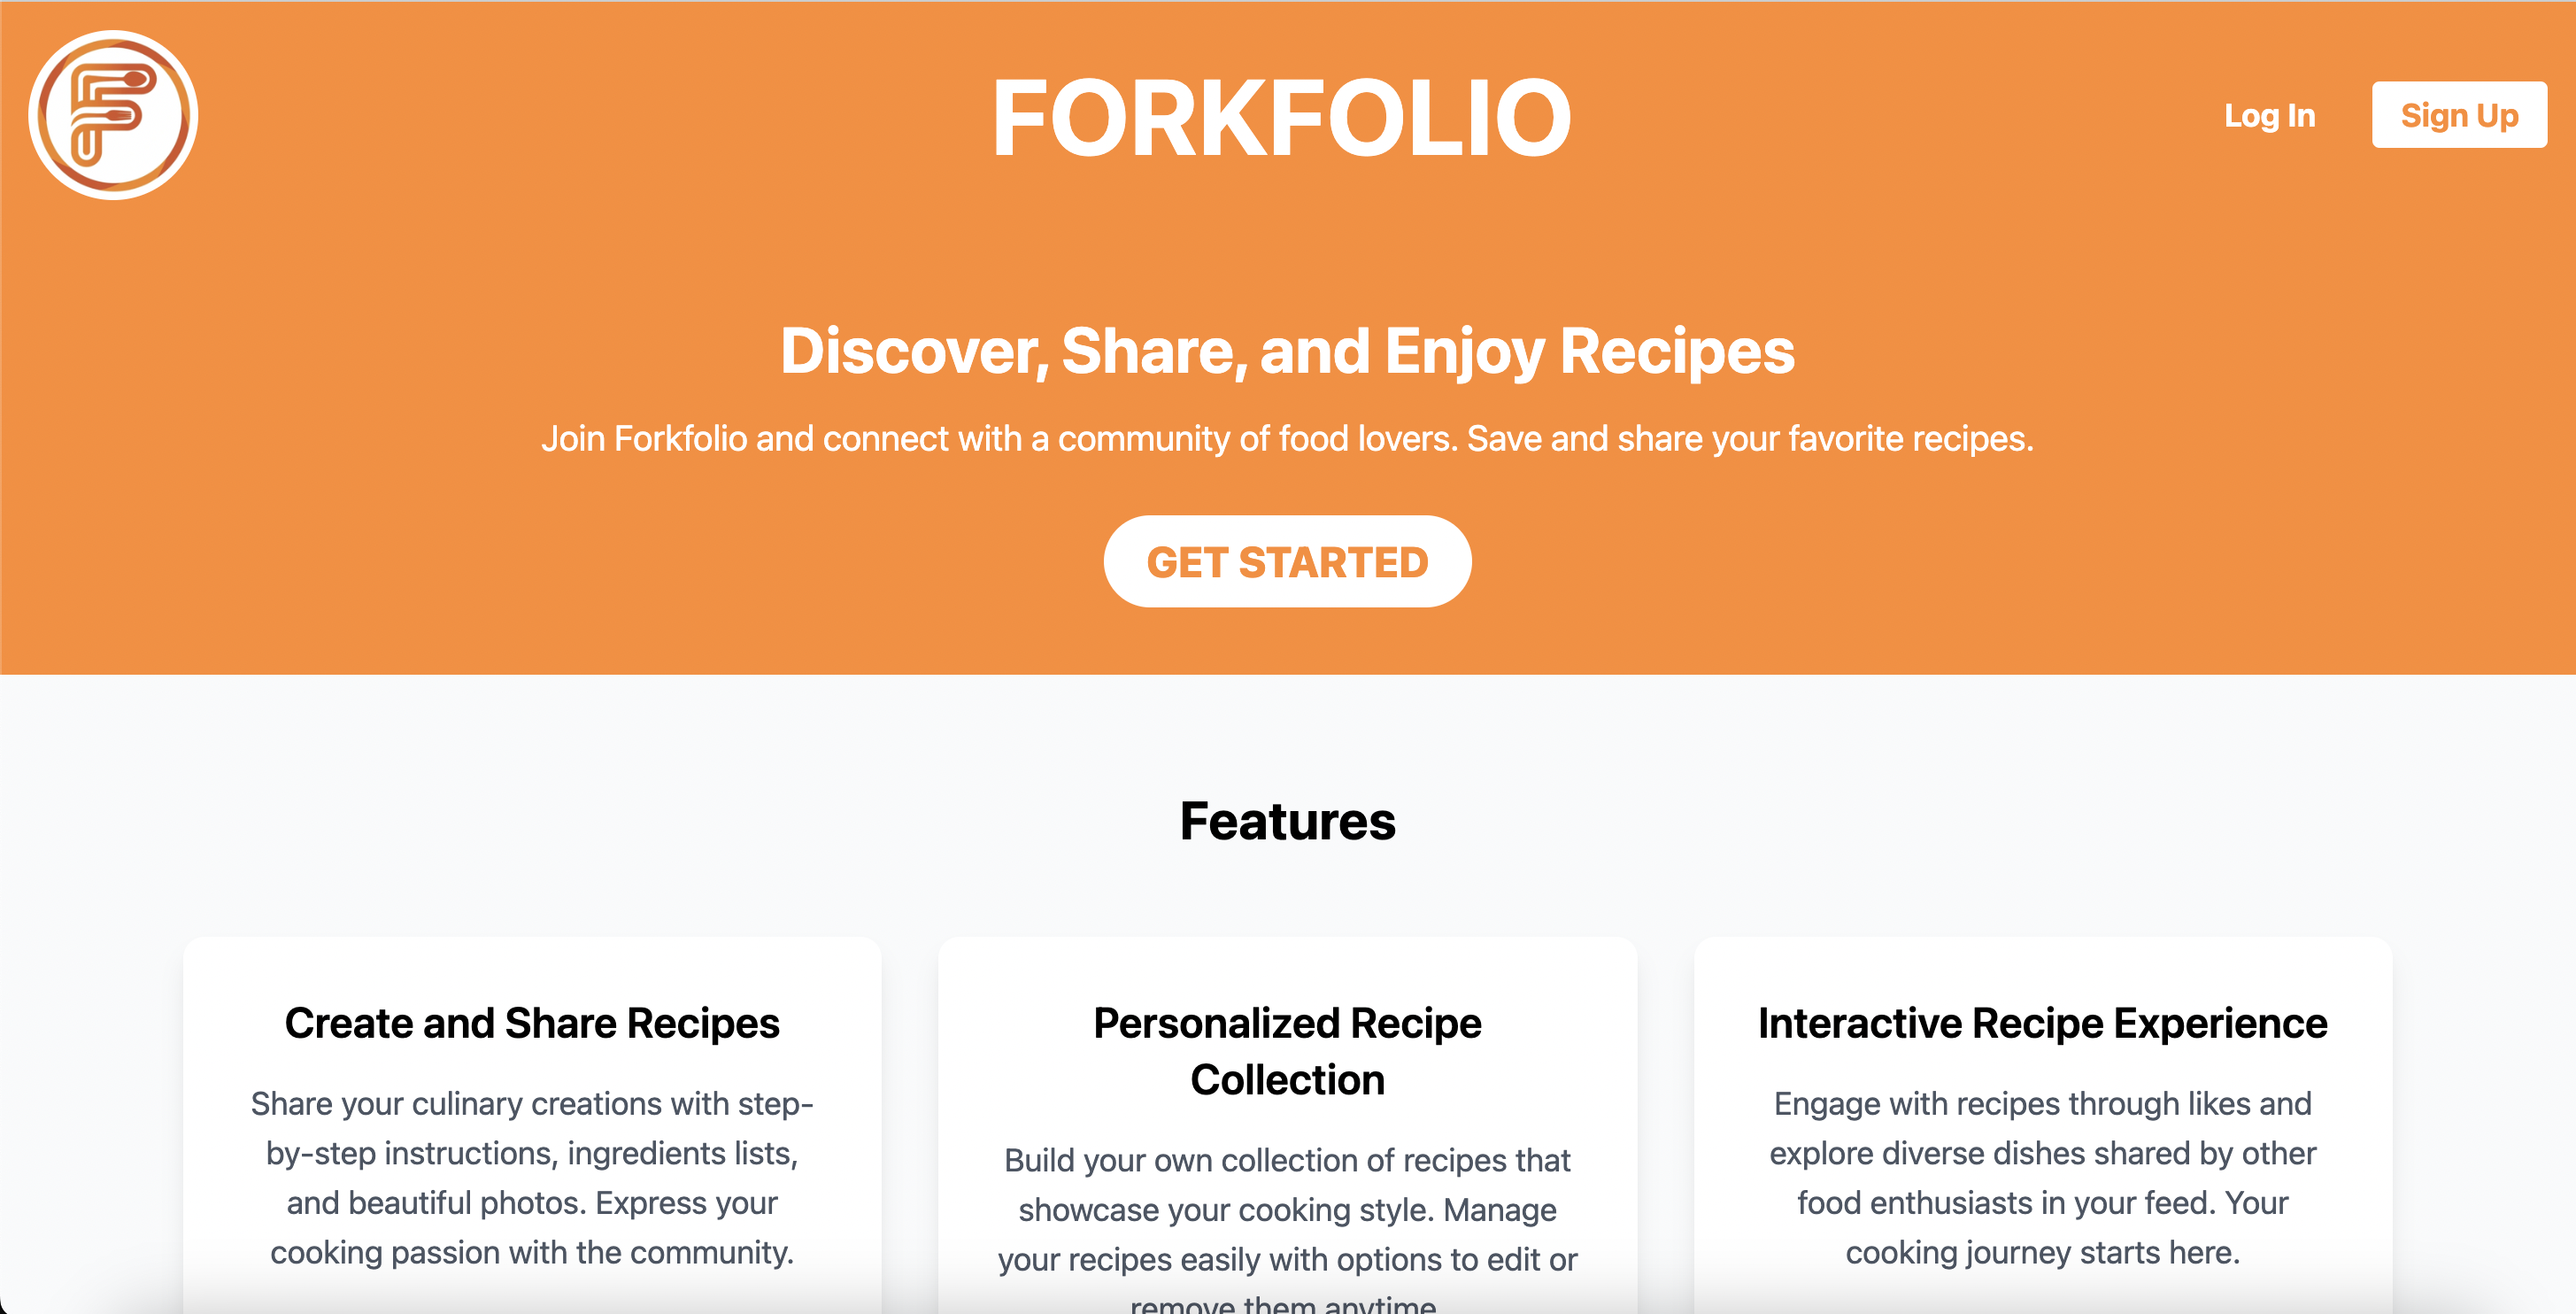 FORKFOLIO
Log In
Sign Up
Discover, Share, and Enjoy Recipes
Join Forkfolio and connect with a community of food lovers. Save and share your favorite recipes.
GET STARTED
Features
Create and Share Recipes
Share your culinary creations with step-
by-step instructions, ingredients lists,
and beautiful photos. Express your
cooking passion with the community.
Personalized Recipe
Collection
Build your own collection of recipes that
showcase your cooking style. Manage
your recipes easily with options to edit or
remove them anytime.
Interactive Recipe Experience
Engage with recipes through likes and
explore diverse dishes shared by other
food enthusiasts in your feed. Your
cooking journey starts here.